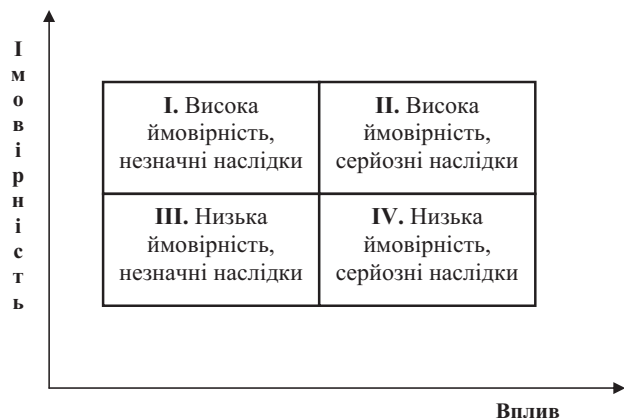 Імовірність
I. Висока
ймовірність,
незначні наслідки
II. Висока
ймовірність,
серйозні наслідки
III. Низька
ймовірність,
незначні наслідки
IV. Низька
ймовірність,
серйозні наслідки
Вплив